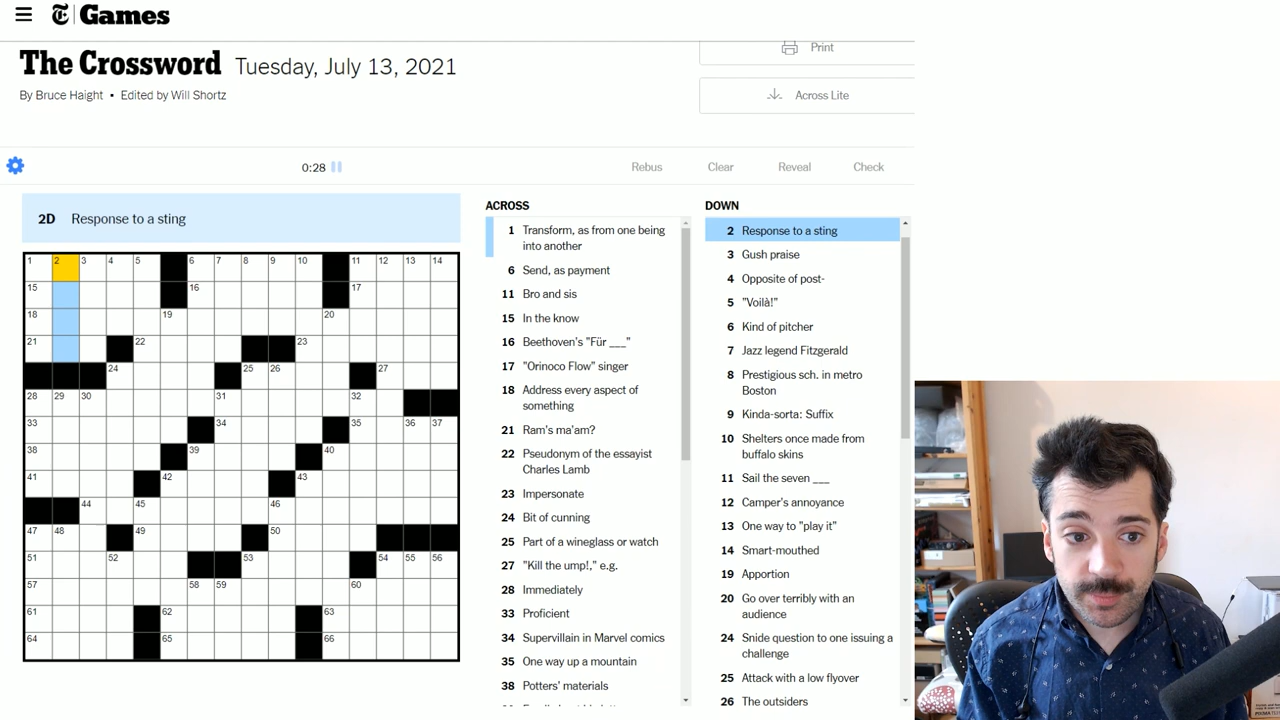 Games
The Crossword Tuesday, July 13, 2021
By Bruce Haight • Edited by Will Shortz
Print
Across Lite
0:28
Rebus Clear Reveal Check
2D Response to a sting
ACROSS
1 Transform, as from one being
into another
6 Send, as payment
11 Bro and sis
15 In the know
16 Beethoven's "Für ___"
17 "Orinoco Flow" singer
18 Address every aspect of
something
21 Ram's ma'am?
22 Pseudonym of the essayist
Charles Lamb
23 Impersonate
24 Bit of cunning
25 Part of a wineglass or watch
27 "Kill the ump!," e.g.
28 Immediately
33 Proficient
34 Supervillain in Marvel comics
35 One way up a mountain
38 Potters' materials
DOWN
2 Response to a sting
3 Gush praise
4 Opposite of post-
5 "Voilà!"
6 Kind of pitcher
7 Jazz legend Fitzgerald
8 Prestigious sch. in metro
Boston
9 Kinda-sorta: Suffix
10 Shelters once made from
buffalo skins
11 Sail the seven ___
12 Camper's annoyance
13 One way to "play it"
14 Smart-mouthed
19 Apportion
20 Go over terribly with an
audience
24 Snide question to one issuing a
challenge
25 Attack with a low flyover
26 The outsiders
1 2 3 4 5 6 7 8 9 10 11 12 13 14
15 16 17
18 19 20
21 22 23
24 25 26 27
28 29 30 31 32
33 34 35 36 37
38 39 40
41 42 43
44 45 46
47 48 49 50
51 52 53 54 55 56
57 58 59 60
61 62 63
64 65 66